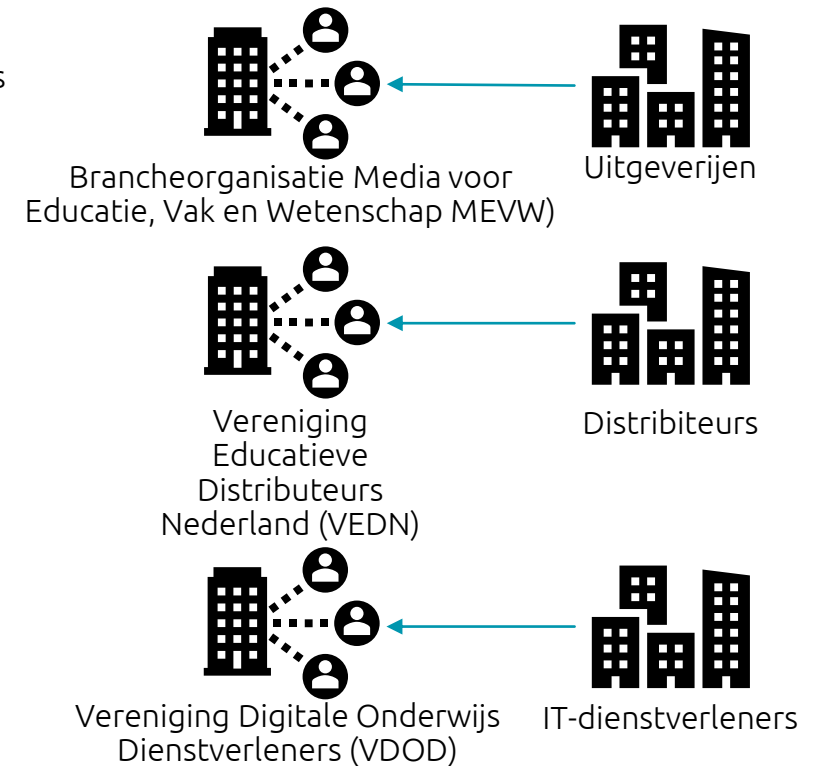 s
Brancheorganisatie Media voor
Educatie, Vak en Wetenschap MEVW)
Uitgeverijen
Vereniging
Educatieve
Distributeurs
Nederland (VEDN)
Distribiteurs
Vereniging Digitale Onderwijs
Dienstverleners (VDOD)
IT-dienstverleners